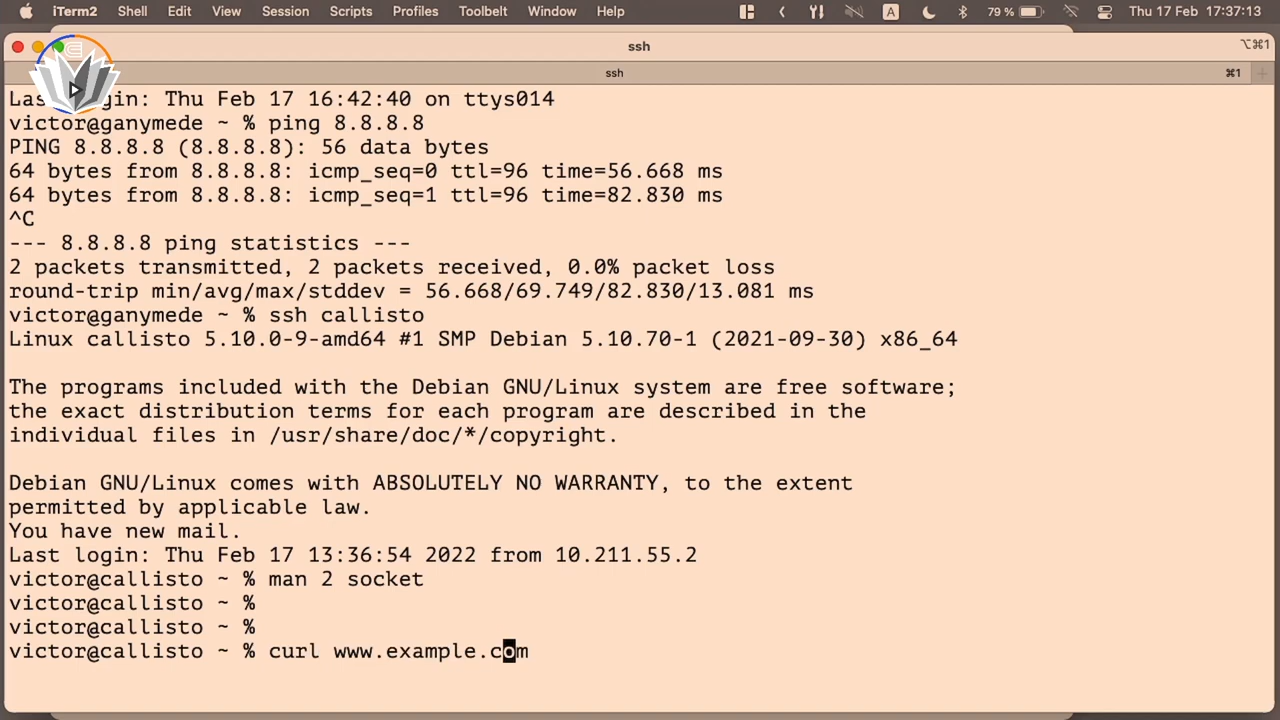 iTerm2 Shell Edit View Session Scripts Profiles Toolbelt Window Help A 79 % Thu 17 Feb 17:37:13
ssh ⌥⌘1
ssh ⌘1
Last login: Thu Feb 17 16:42:40 on ttys014
victor@ganymede ~ % ping 8.8.8.8
PING 8.8.8.8 (8.8.8.8): 56 data bytes
64 bytes from 8.8.8.8: icmp_seq=0 ttl=96 time=56.668 ms
64 bytes from 8.8.8.8: icmp_seq=1 ttl=96 time=82.830 ms
^C
--- 8.8.8.8 ping statistics ---
2 packets transmitted, 2 packets received, 0.0% packet loss
round-trip min/avg/max/stddev = 56.668/69.749/82.830/13.081 ms
victor@ganymede ~ % ssh callisto
Linux callisto 5.10.0-9-amd64 #1 SMP Debian 5.10.70-1 (2021-09-30) x86_64
The programs included with the Debian GNU/Linux system are free software;
the exact distribution terms for each program are described in the
individual files in /usr/share/doc/*/copyright.
Debian GNU/Linux comes with ABSOLUTELY NO WARRANTY, to the extent
permitted by applicable law.
You have new mail.
Last login: Thu Feb 17 13:36:54 2022 from 10.211.55.2
victor@callisto ~ % man 2 socket
victor@callisto ~ %
victor@callisto ~ %
victor@callisto ~ % curl www.example.com